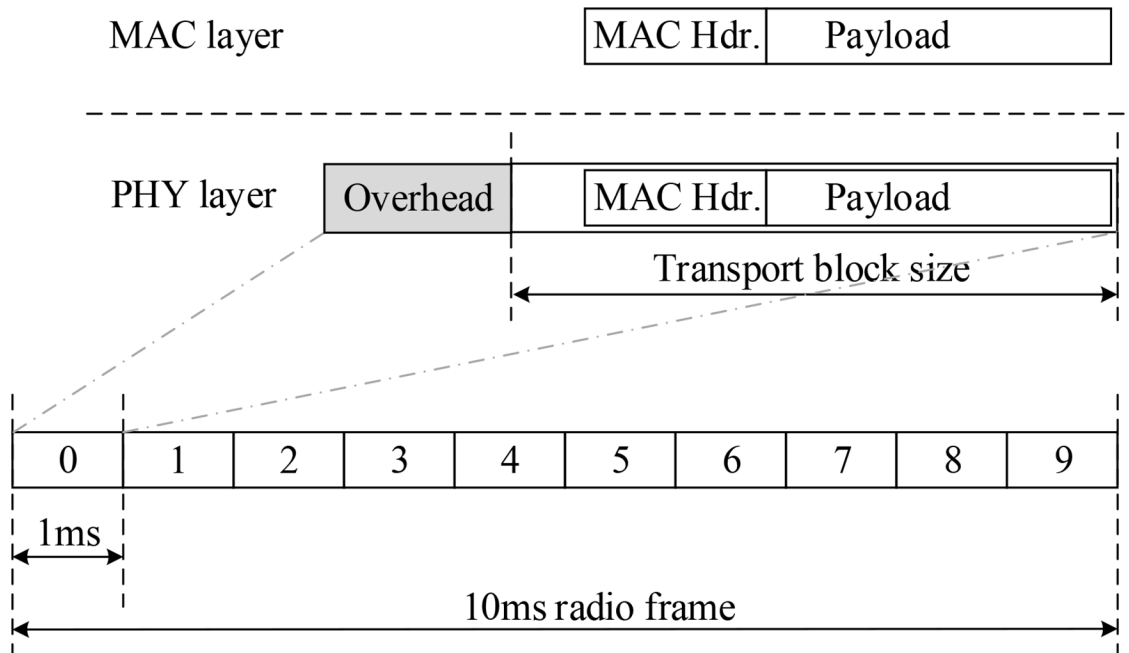 MAC layer
MAC Hdr. Payload
PHY layer
Overhead
MAC Hdr. Payload
Transport block size
0 1 2 3 4 5 6 7 8 9
1ms
10ms radio frame